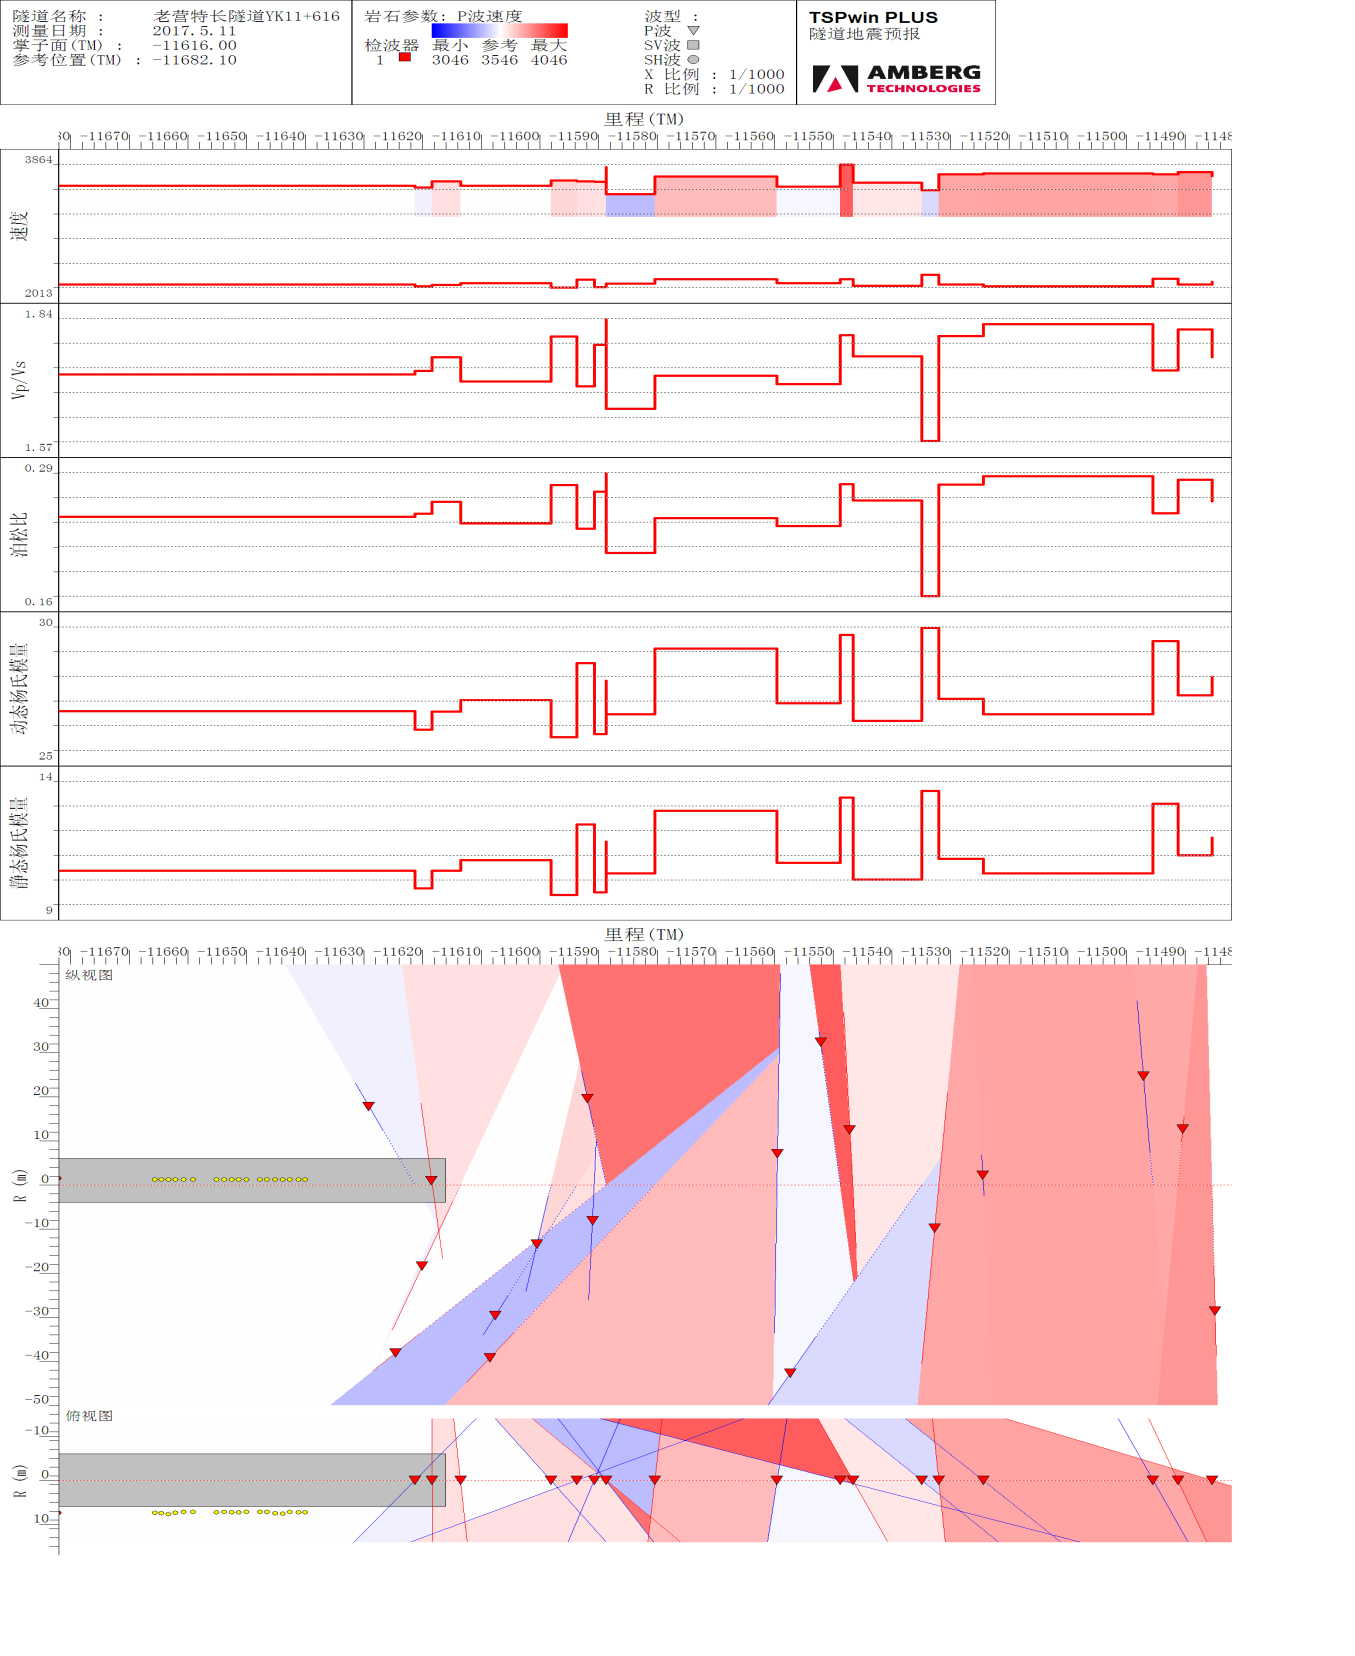 隧道名称 : 老营特长隧道YK11+616
测量日期 : 2017.5.11
掌子面(TM) : -11616.00
参考位置(TM) : -11682.10
岩石参数: P波速度
检波器 最小 参考 最大
1 3046 3546 4046
波型 :
P波
SV波
SH波
X 比例 : 1/1000
R 比例 : 1/1000
TSPwin PLUS
隧道地震预报
AMBERG
TECHNOLOGIES
里程(TM)
80 -11670 -11660 -11650 -11640 -11630 -11620 -11610 -11600 -11590 -11580 -11570 -11560 -11550 -11540 -11530 -11520 -11510 -11500 -11490 -1148
3864
速度
2013
1.84
Vp/Vs
1.57
0.29
泊松比
0.16
30
动态杨氏模量
25
14
静态杨氏模量
9
里程(TM)
80 -11670 -11660 -11650 -11640 -11630 -11620 -11610 -11600 -11590 -11580 -11570 -11560 -11550 -11540 -11530 -11520 -11510 -11500 -11490 -1148
纵视图
40
30
20
10
0
R (m)
-10
-20
-30
-40
-50
俯视图
-10
0
R (m)
10